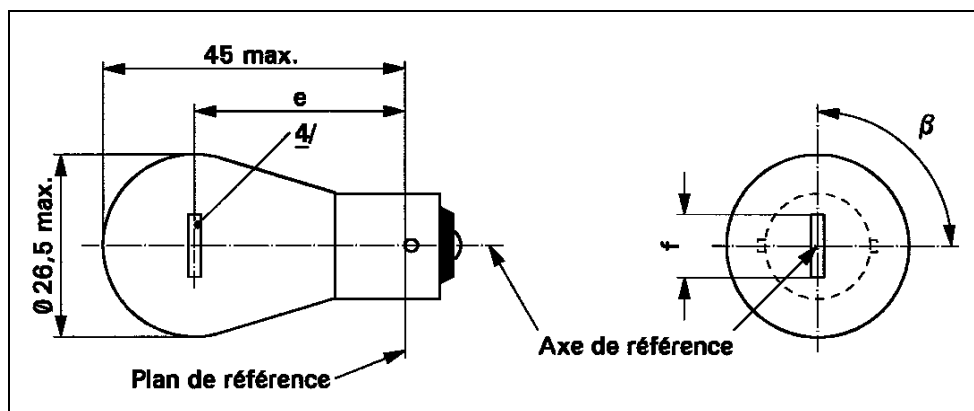 45 max.
e
4/
Ø 26,5 max.
β
f
Axe de référence
Plan de référence